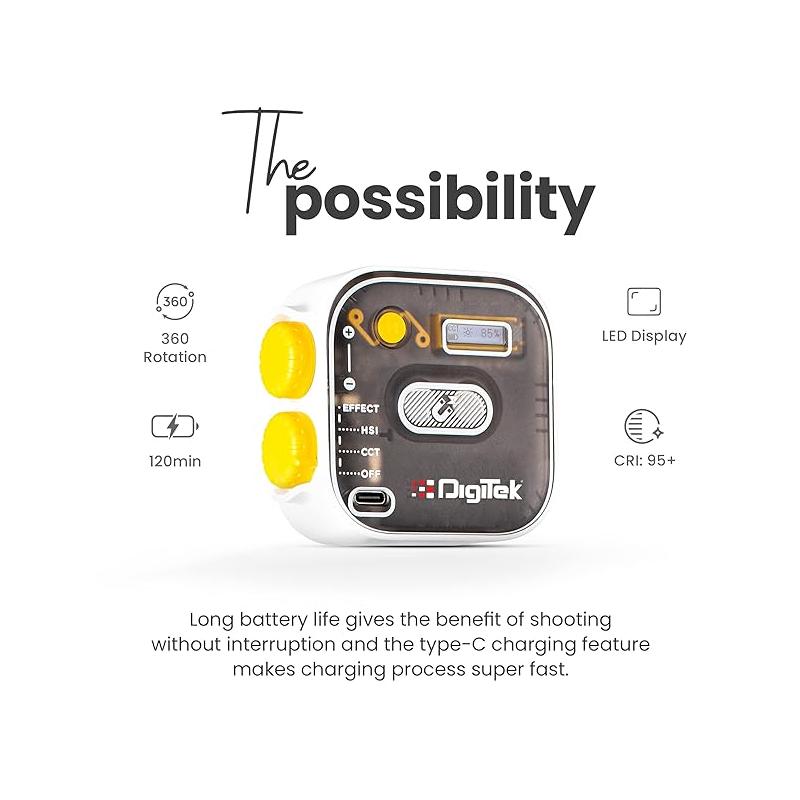 The
possibility
360
360
Rotation
LED Display
120min
CRI: 95+
CCT 85%
+
-
EFFECT
HSI
CCT
OFF
DigiTek
Long battery life gives the benefit of shooting
without interruption and the type-C charging feature
makes charging process super fast.